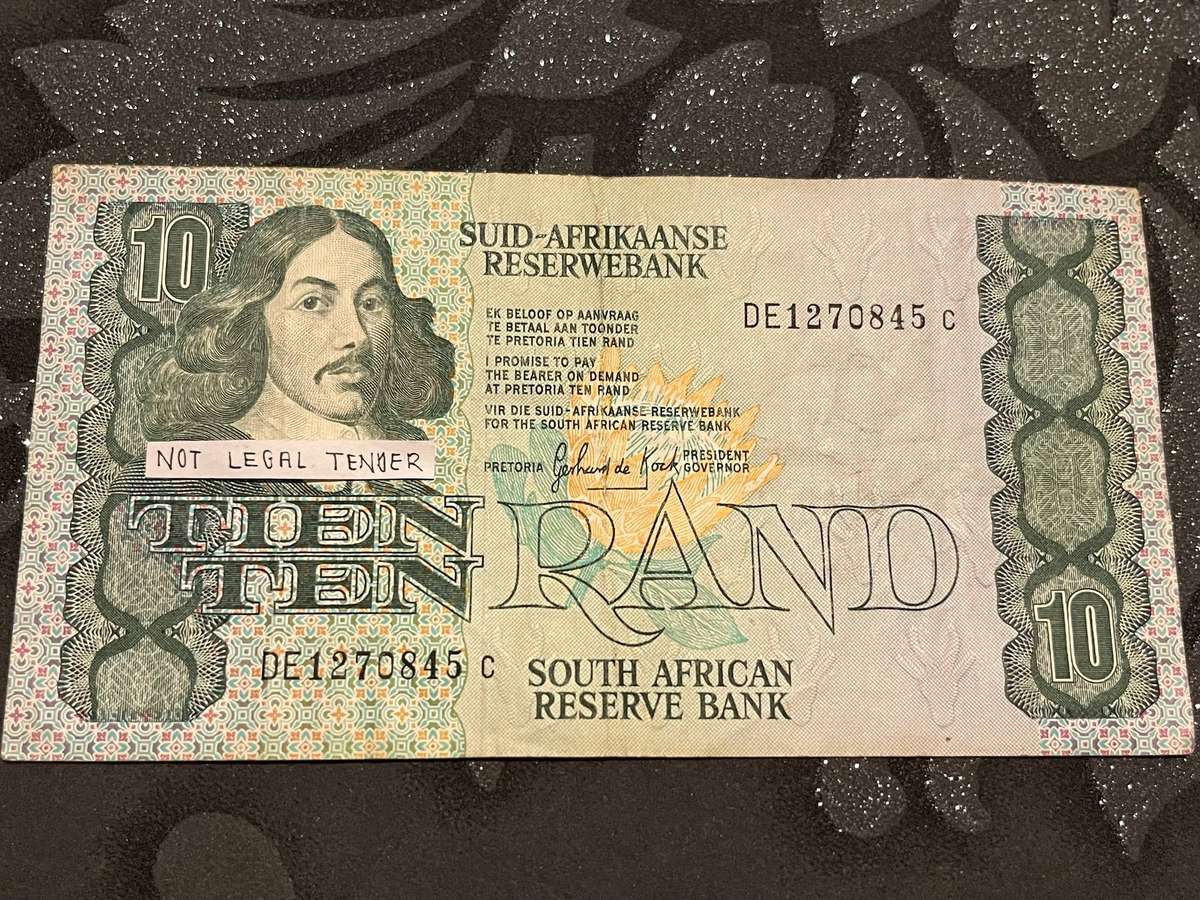 10
SUID-AFRIKAANSE
RESERWEBANK
EK BELOOF OP AANVRAAG
TE BETAAL AAN TOONDER
TE PRETORIA TIEN RAND
I PROMISE TO PAY
THE BEARER ON DEMAND
AT PRETORIA TEN RAND
VIR DIE SUID-AFRIKAANSE RESERWEBANK
FOR THE SOUTH AFRICAN RESERVE BANK
PRETORIA Gerhard de Kock PRESIDENT
GOVERNOR
DE1270845 C
NOT LEGAL TENDER
TIEN
TEN
RAND
DE1270845 C
SOUTH AFRICAN
RESERVE BANK
10